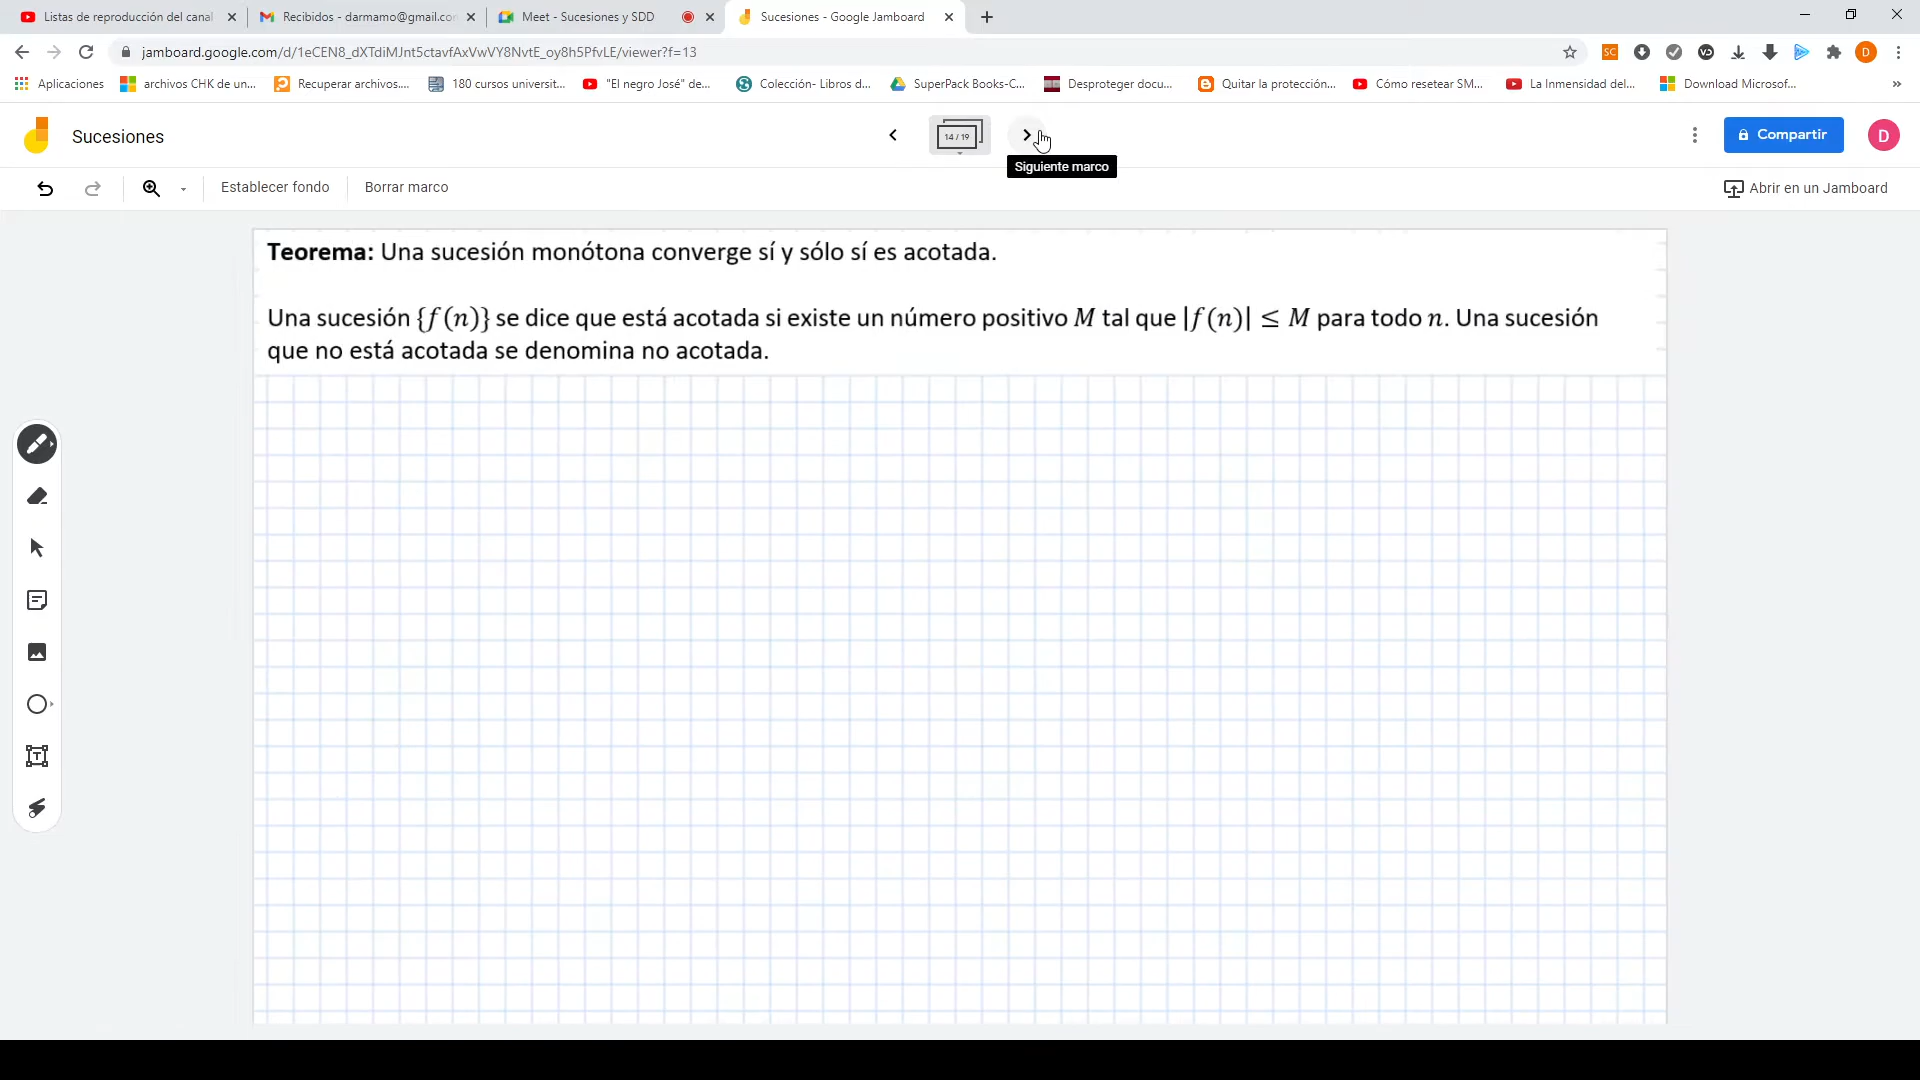 Listas de reproducción del canal
Recibidos - darmamo@gmail.co
Meet - Sucesiones y SDD
Sucesiones - Google Jamboard
jamboard.google.com/d/1eCEN8_dXTdiMJnt5ctavfAxVwVY8NvtE_oy8h5PfvLE/viewer?f=13
SC
D
Aplicaciones
archivos CHK de un...
Recuperar archivos....
180 cursos universit...
"El negro José" de...
Colección- Libros d...
SuperPack Books-C...
Desproteger docu...
Quitar la protección...
Cómo resetear SM...
La Inmensidad del...
Download Microsof...
»
Sucesiones
14 / 19
Compartir
D
Siguiente marco
Establecer fondo
Borrar marco
Abrir en un Jamboard
Teorema: Una sucesión monótona converge sí y sólo sí es acotada.
Una sucesión {f(n)} se dice que está acotada si existe un número positivo M tal que |f(n)| ≤ M para todo n. Una sucesión
que no está acotada se denomina no acotada.